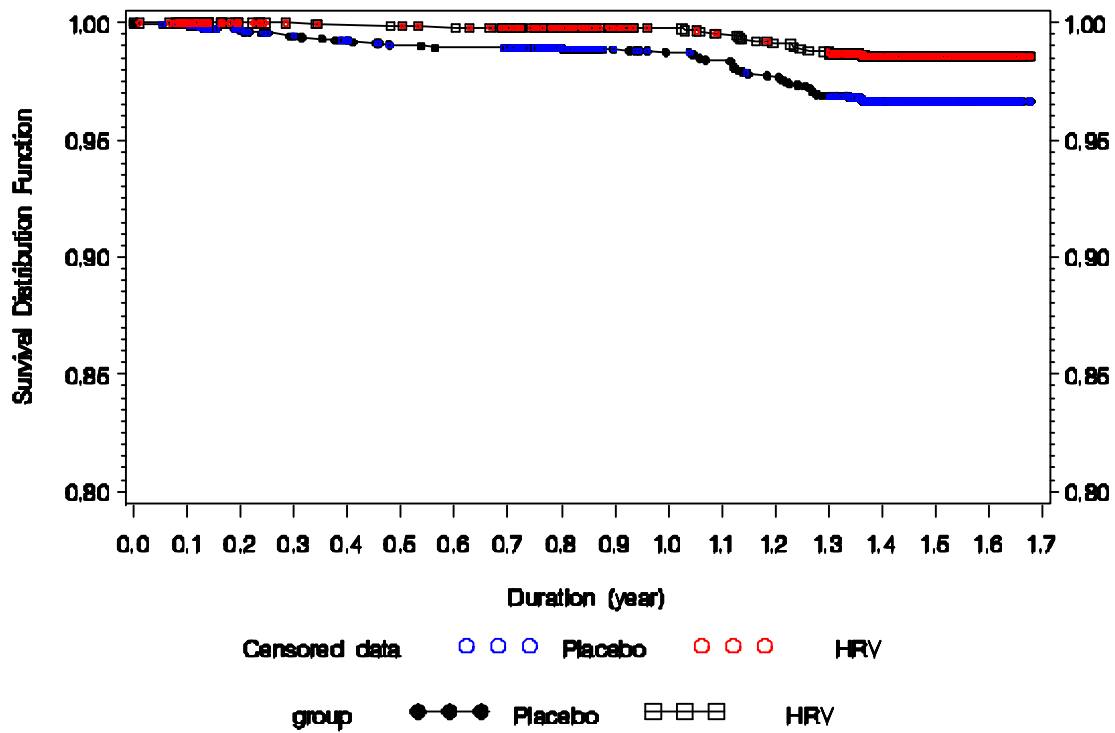 1.00 1.00
0.95 0.95
0.90 0.90
0.85 0.85
0.80 0.80
Survival Distribution Function
0.0 0.1 0.2 0.3 0.4 0.5 0.6 0.7 0.8 0.9 1.0 1.1 1.2 1.3 1.4 1.5 1.6 1.7
Duration (year)
Censored data Placebo HRV
group Placebo HRV